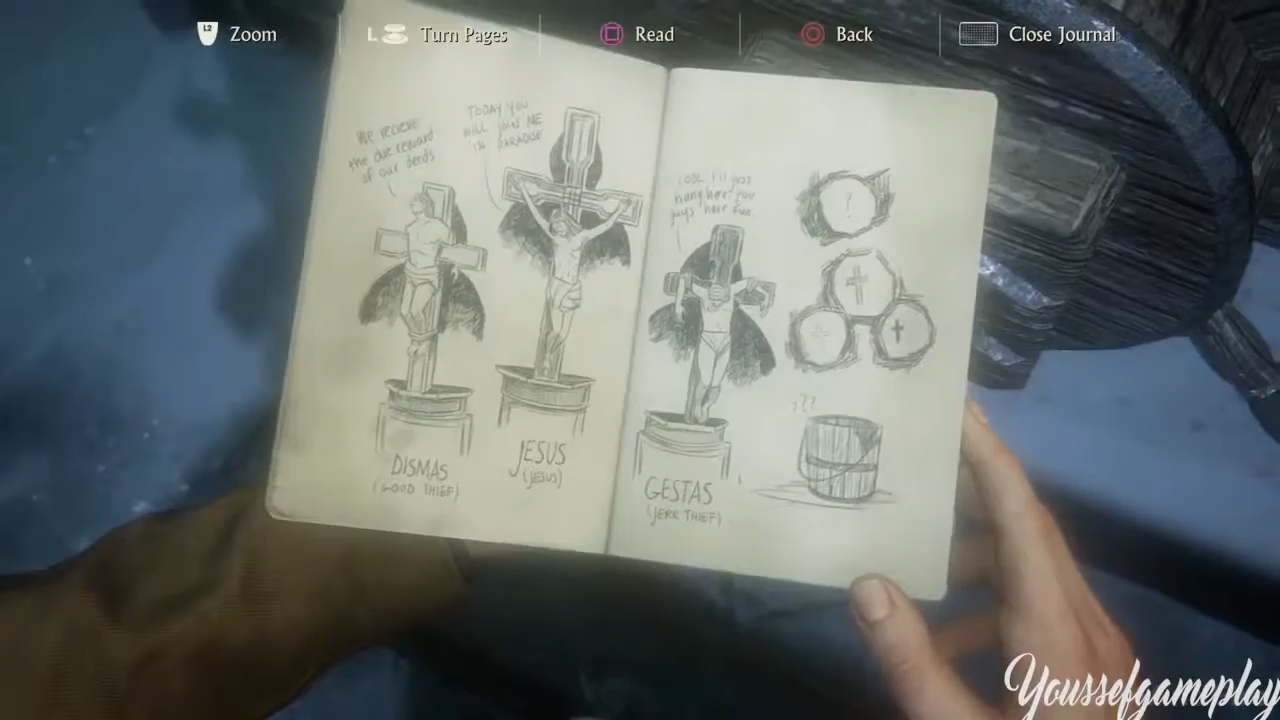 L2 Zoom
L Turn Pages
Read
Back
Close Journal
We recieve
the due reward
of our deeds
TODAY YOU
WILL JOIN ME
IN PARADISE
COOL. I'll just
hang here. you
guys have fun.
?
???
DISMAS
(GOOD THIEF)
JESUS
(JESUS)
GESTAS
(JERK THIEF)
Youssefgameplay